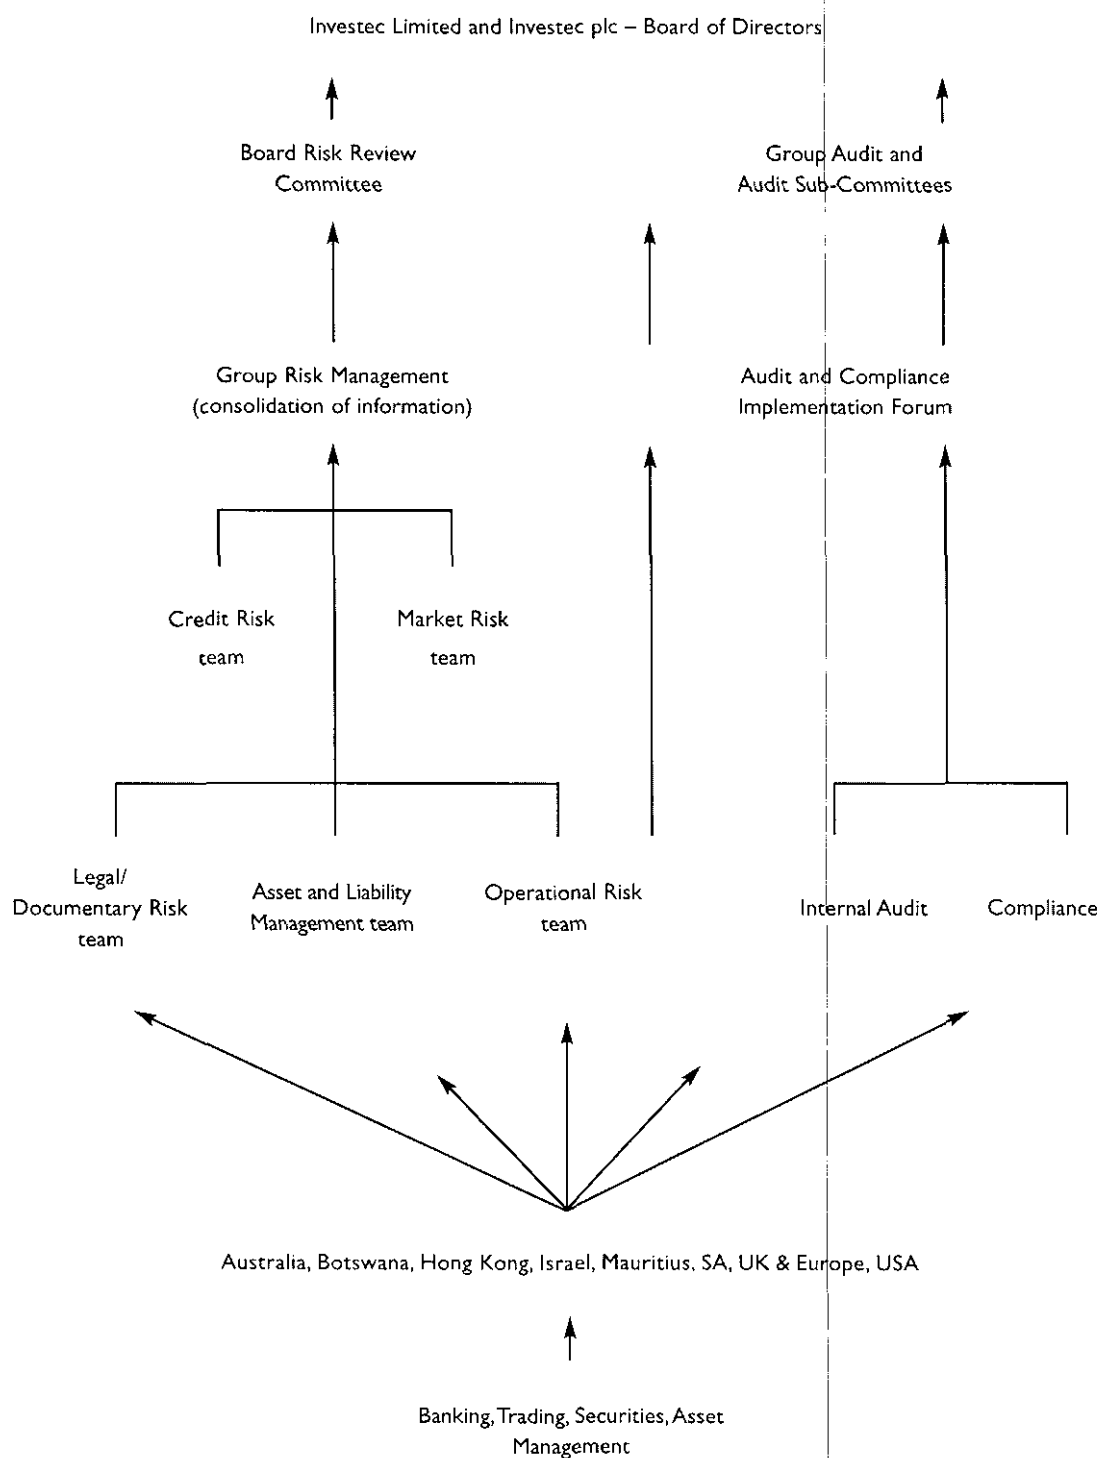 Investec Limited and Investec plc – Board of Directors
Board Risk Review
Committee
Group Audit and
Audit Sub-Committees
Group Risk Management
(consolidation of information)
Audit and Compliance
Implementation Forum
Credit Risk
team
Market Risk
team
Legal/
Documentary Risk
team
Asset and Liability
Management team
Operational Risk
team
Internal Audit
Compliance
Australia, Botswana, Hong Kong, Israel, Mauritius, SA, UK & Europe, USA
Banking, Trading, Securities, Asset
Management